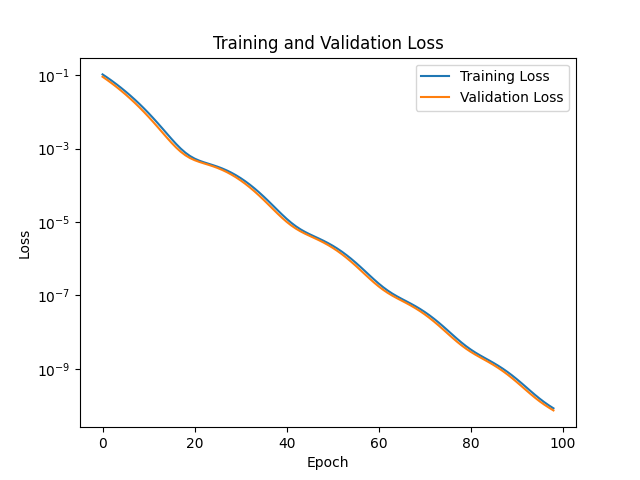 Training and Validation Loss
Training Loss
Validation Loss
Loss
10⁻¹
10⁻³
10⁻⁵
10⁻⁷
10⁻⁹
0 20 40 60 80 100
Epoch